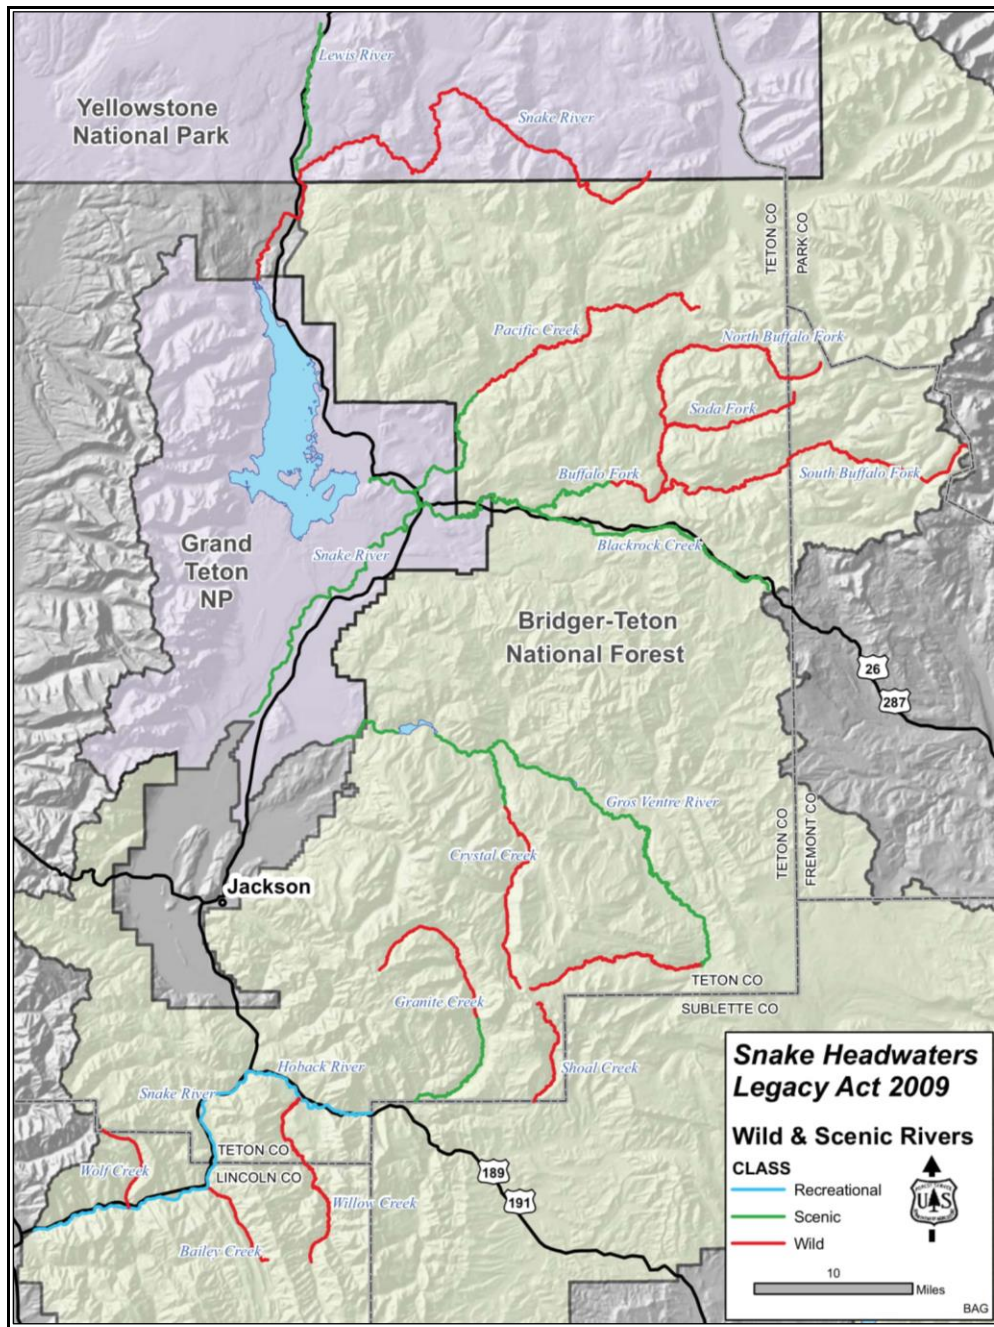 Lewis River
Yellowstone
National Park
Snake River
TETON CO
PARK CO
Pacific Creek
North Buffalo Fork
Soda Fork
Buffalo Fork
South Buffalo Fork
Grand
Teton
NP
Snake River
Blackrock Creek
Bridger-Teton
National Forest
26
287
Gros Ventre River
TETON CO
FREMONT CO
Crystal Creek
Jackson
Granite Creek
TETON CO
SUBLETTE CO
Hoback River
Shoal Creek
Snake River
TETON CO
LINCOLN CO
Wolf Creek
Willow Creek
Bailey Creek
189
191
Snake Headwaters
Legacy Act 2009
Wild & Scenic Rivers
CLASS
Recreational
Scenic
Wild
UAS
10
Miles
BAG